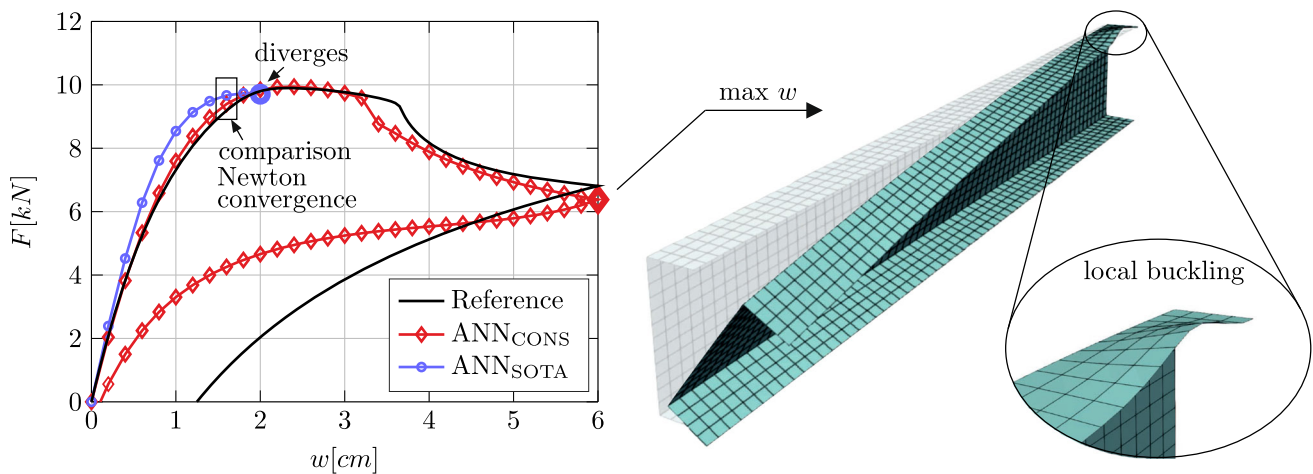 12
10
8
6
4
2
0
F[kN]
diverges
comparison
Newton
convergence
Reference
ANN_CONS
ANN_SOTA
0 1 2 3 4 5 6
w[cm]
max w
local buckling